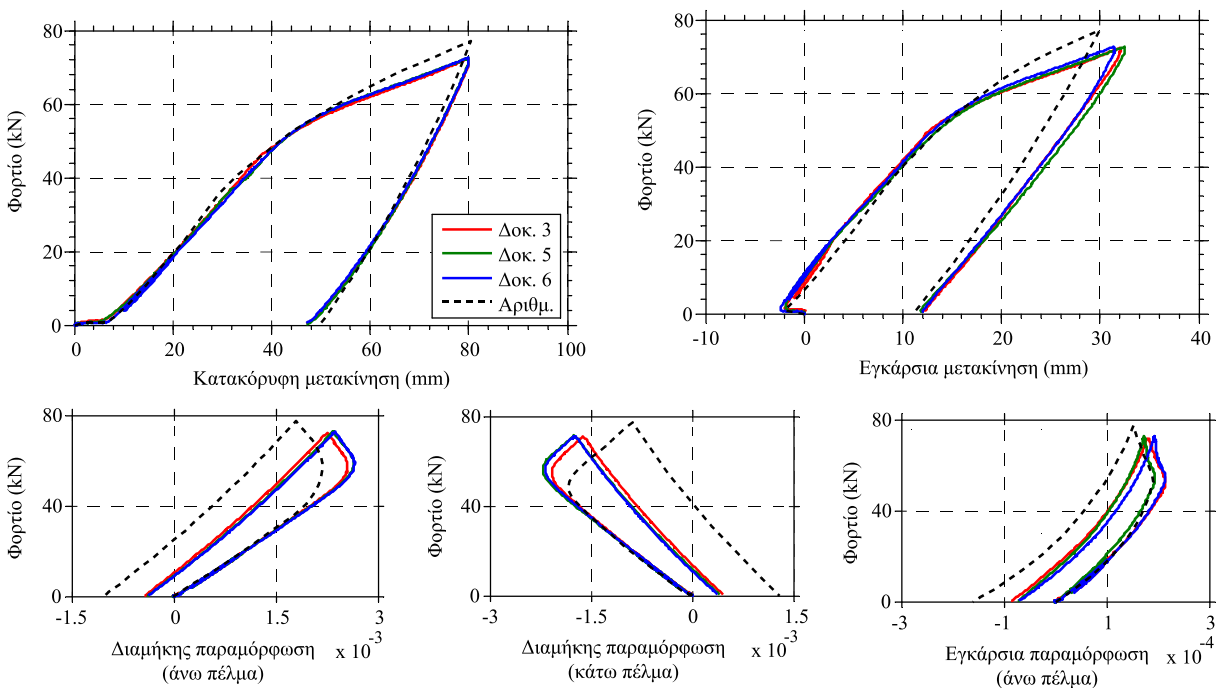 80
60
40
20
0
Φορτίο (kN)
0 20 40 60 80 100
Κατακόρυφη μετακίνηση (mm)
Δοκ. 3
Δοκ. 5
Δοκ. 6
Αριθμ.
80
60
40
20
0
Φορτίο (kN)
-10 0 10 20 30 40
Εγκάρσια μετακίνηση (mm)
80
40
0
Φορτίο (kN)
-1.5 0 1.5 3
Διαμήκης παραμόρφωση x 10-3
(άνω πέλμα)
80
40
0
Φορτίο (kN)
-3 -1.5 0 1.5
Διαμήκης παραμόρφωση x 10-3
(κάτω πέλμα)
80
40
0
Φορτίο (kN)
-3 -1 1 3
Εγκάρσια παραμόρφωση x 10-4
(άνω πέλμα)